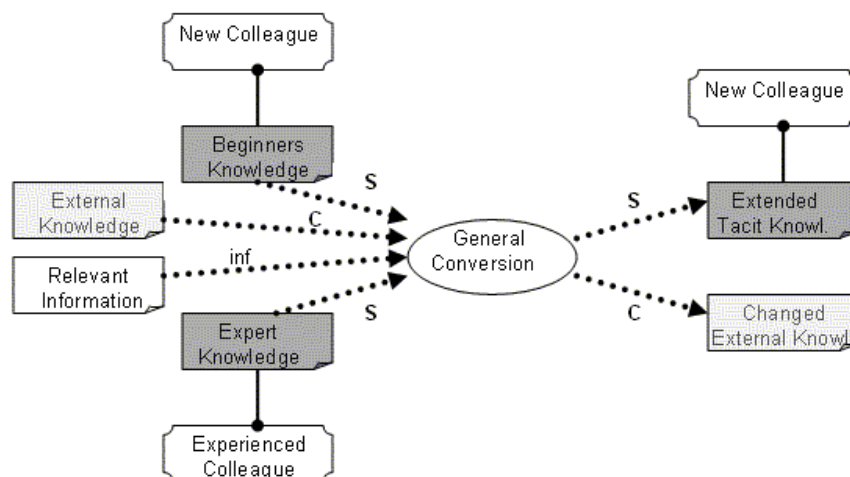 New Colleague
Beginners
Knowledge
S
External
Knowledge
C
Relevant
Information
inf
Expert
Knowledge
S
Experienced
Colleague
General
Conversion
New Colleague
S
Extended
Tacit Knowl.
C
Changed
External Knowl